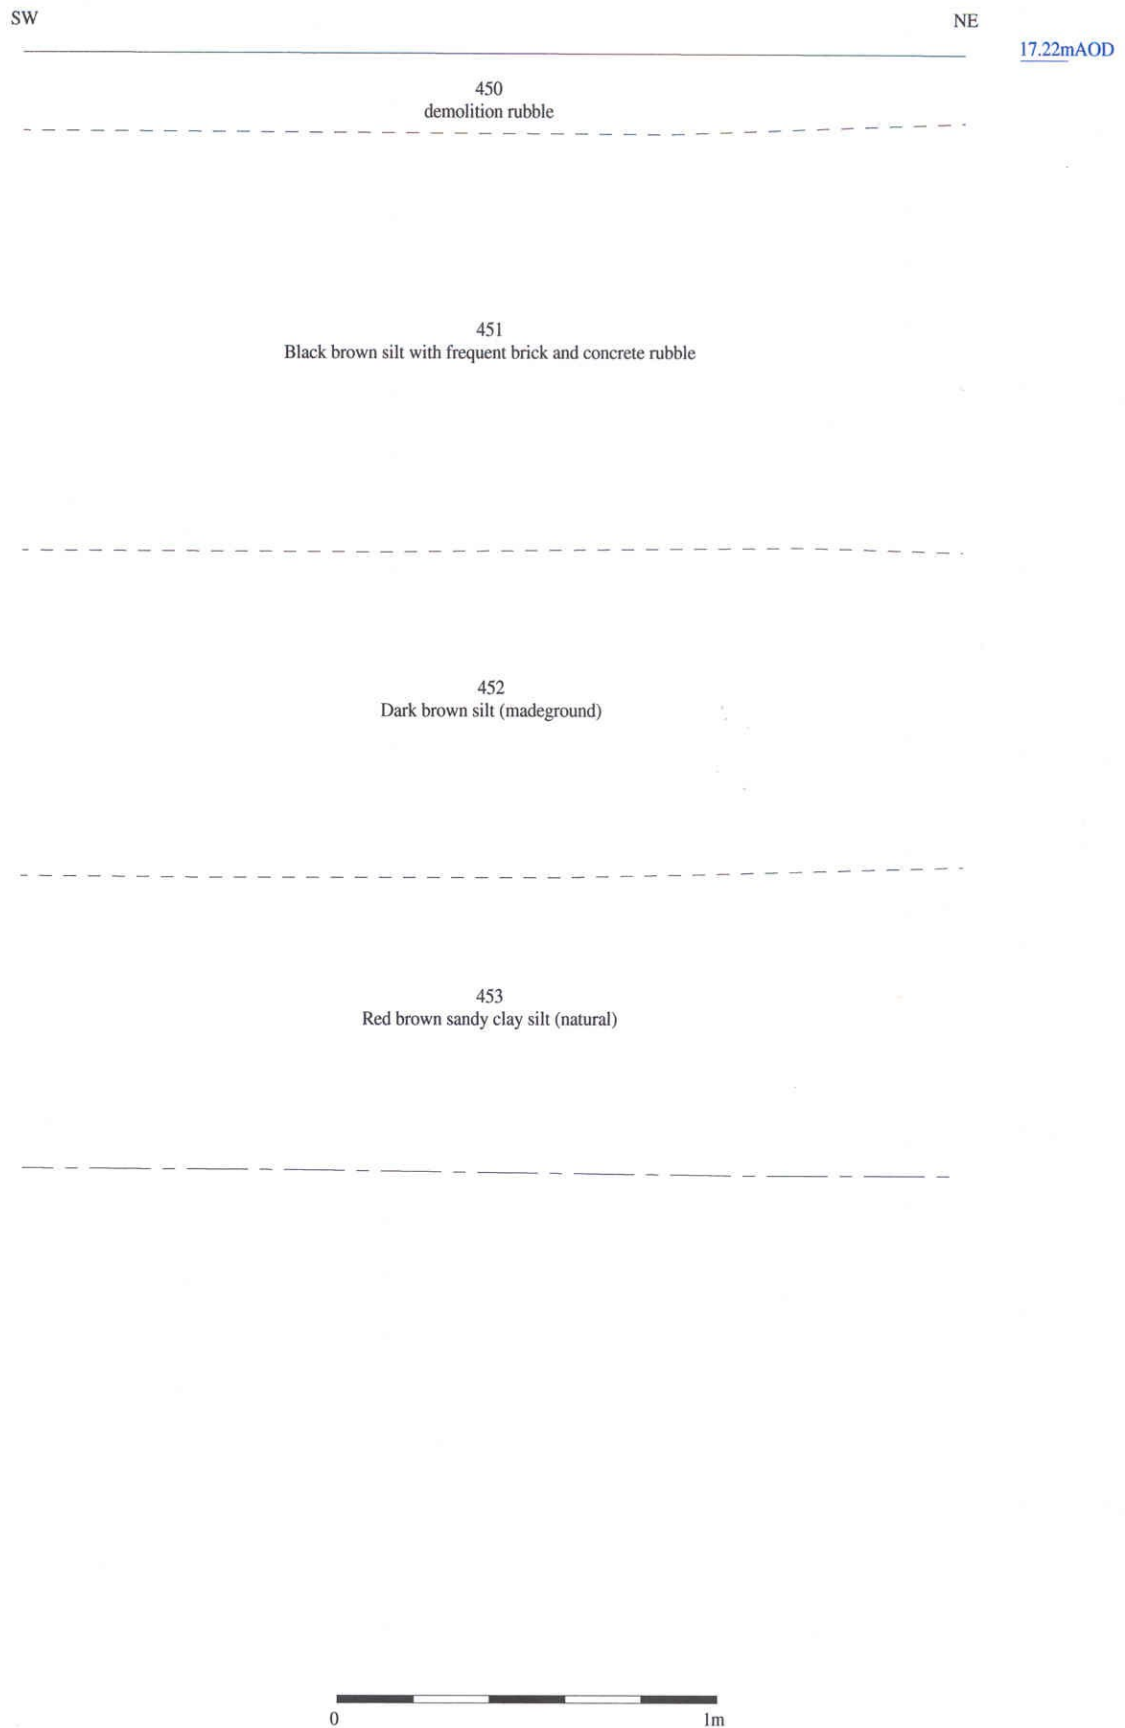 SW
NE
17.22mAOD
450
demolition rubble
451
Black brown silt with frequent brick and concrete rubble
452
Dark brown silt (madeground)
453
Red brown sandy clay silt (natural)
0
1m